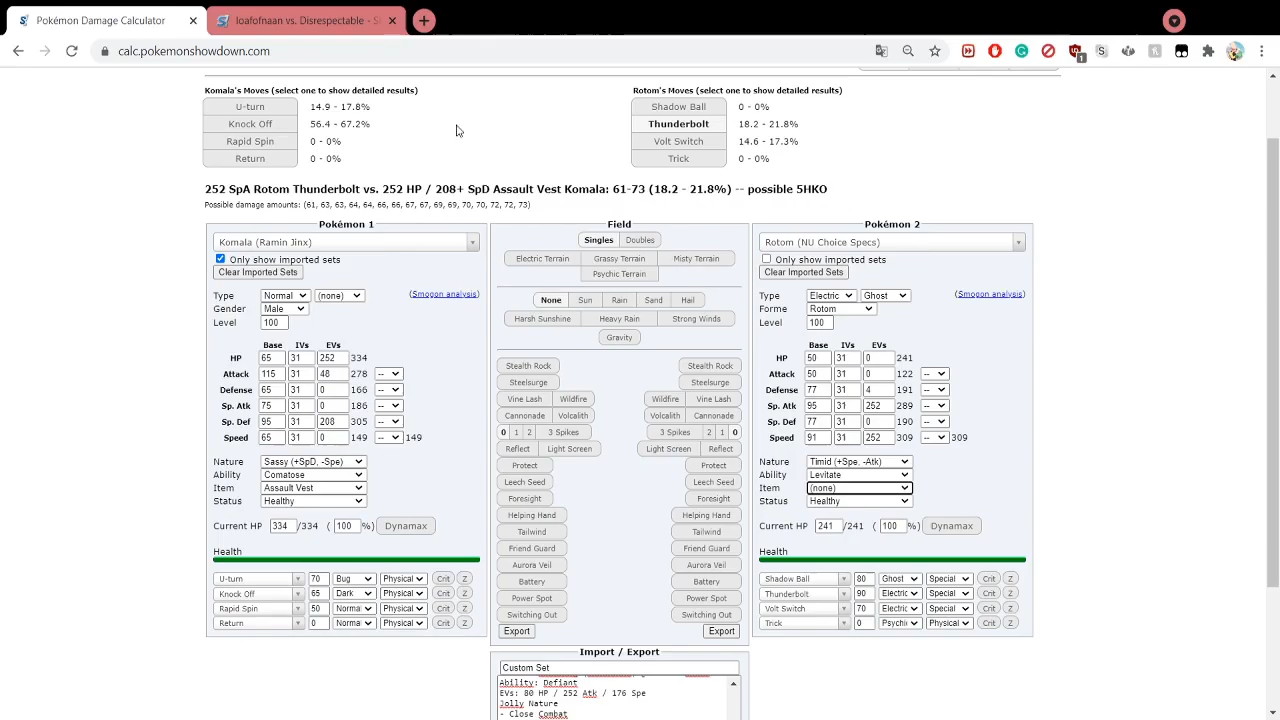 Pokémon Damage Calculator
loafofnaan vs. Disrespectable - S
calc.pokemonshowdown.com
1
Komala's Moves (select one to show detailed results)
Rotom's Moves (select one to show detailed results)
U-turn 14.9 - 17.8%
Shadow Ball 0 - 0%
Knock Off 56.4 - 67.2%
Thunderbolt 18.2 - 21.8%
Rapid Spin 0 - 0%
Volt Switch 14.6 - 17.3%
Return 0 - 0%
Trick 0 - 0%
252 SpA Rotom Thunderbolt vs. 252 HP / 208+ SpD Assault Vest Komala: 61-73 (18.2 - 21.8%) -- possible 5HKO
Possible damage amounts: (61, 63, 63, 64, 64, 66, 66, 67, 67, 69, 69, 70, 70, 72, 72, 73)
Pokémon 1
Komala (Ramin Jinx)
Only show imported sets
Clear Imported Sets
Type Normal (none) (Smogon analysis)
Gender Male
Level 100
Base IVs EVs
HP 65 31 252 334
Attack 115 31 48 278 --
Defense 65 31 0 166 --
Sp. Atk 75 31 0 186 --
Sp. Def 95 31 208 305 --
Speed 65 31 0 149 -- 149
Nature Sassy (+SpD, -Spe)
Ability Comatose
Item Assault Vest
Status Healthy
Current HP 334 /334 ( 100 %) Dynamax
Health
U-turn 70 Bug Physical Crit Z
Knock Off 65 Dark Physical Crit Z
Rapid Spin 50 Norma Physical Crit Z
Return 0 Norma Physical Crit Z
Field
Singles Doubles
Electric Terrain Grassy Terrain Misty Terrain
Psychic Terrain
None Sun Rain Sand Hail
Harsh Sunshine Heavy Rain Strong Winds
Gravity
Stealth Rock Stealth Rock
Steelsurge Steelsurge
Vine Lash Wildfire Wildfire Vine Lash
Cannonade Volcalith Volcalith Cannonade
0 1 2 3 Spikes 3 Spikes 2 1 0
Reflect Light Screen Light Screen Reflect
Protect Protect
Leech Seed Leech Seed
Foresight Foresight
Helping Hand Helping Hand
Tailwind Tailwind
Friend Guard Friend Guard
Aurora Veil Aurora Veil
Battery Battery
Power Spot Power Spot
Switching Out Switching Out
Export Export
Pokémon 2
Rotom (NU Choice Specs)
Only show imported sets
Clear Imported Sets
Type Electric Ghost (Smogon analysis)
Forme Rotom
Level 100
Base IVs EVs
HP 50 31 0 241
Attack 50 31 0 122 --
Defense 77 31 4 191 --
Sp. Atk 95 31 252 289 --
Sp. Def 77 31 0 190 --
Speed 91 31 252 309 -- 309
Nature Timid (+Spe, -Atk)
Ability Levitate
Item (none)
Status Healthy
Current HP 241 /241 ( 100 %) Dynamax
Health
Shadow Ball 80 Ghost Special Crit Z
Thunderbolt 90 Electric Special Crit Z
Volt Switch 70 Electric Special Crit Z
Trick 0 Psychi Physical Crit Z
Import / Export
Custom Set
Ability: Defiant
EVs: 80 HP / 252 Atk / 176 Spe
Jolly Nature
- Close Combat